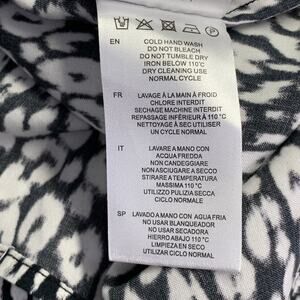 EN COLD HAND WASH
DO NOT BLEACH
DO NOT TUMBLE DRY
IRON BELOW 110°C
DRY CLEANING USE
NORMAL CYCLE
FR LAVAGE À LA MAIN À FROID
CHLORE INTERDIT
SECHAGE MACHINE INTERDIT
REPASSAGE INFÉRIEUR À 110 °C
NETTOYAGE À SEC UTILISER
UN CYCLE NORMAL
IT LAVARE A MANO CON
ACQUA FREDDA
NON CANDEGGIARE
NON ASCIUGARE A SECCO
STIRARE A TEMPERATURA
MASSIMA 110 °C
UTILIZZO PULIZIA SECCA
CICLO NORMALE
SP LAVADO A MANO CON AGUA FRIA
NO USAR BLANQUEADOR
NO USAR SECADORA
HIERRO ABAJO 110 °C
LIMPIEZA EN SECO
UTILIZAR CICLO NORMAL